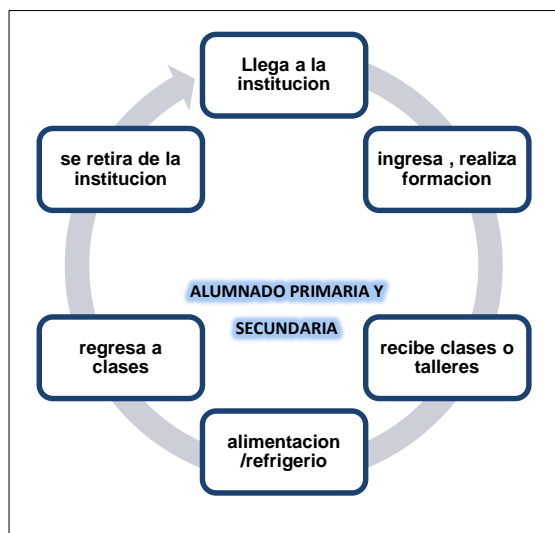 Llega a la
institucion
ingresa , realiza
formacion
recibe clases o
talleres
alimentacion
/refrigerio
regresa a
clases
se retira de la
institucion
ALUMNADO PRIMARIA Y
SECUNDARIA